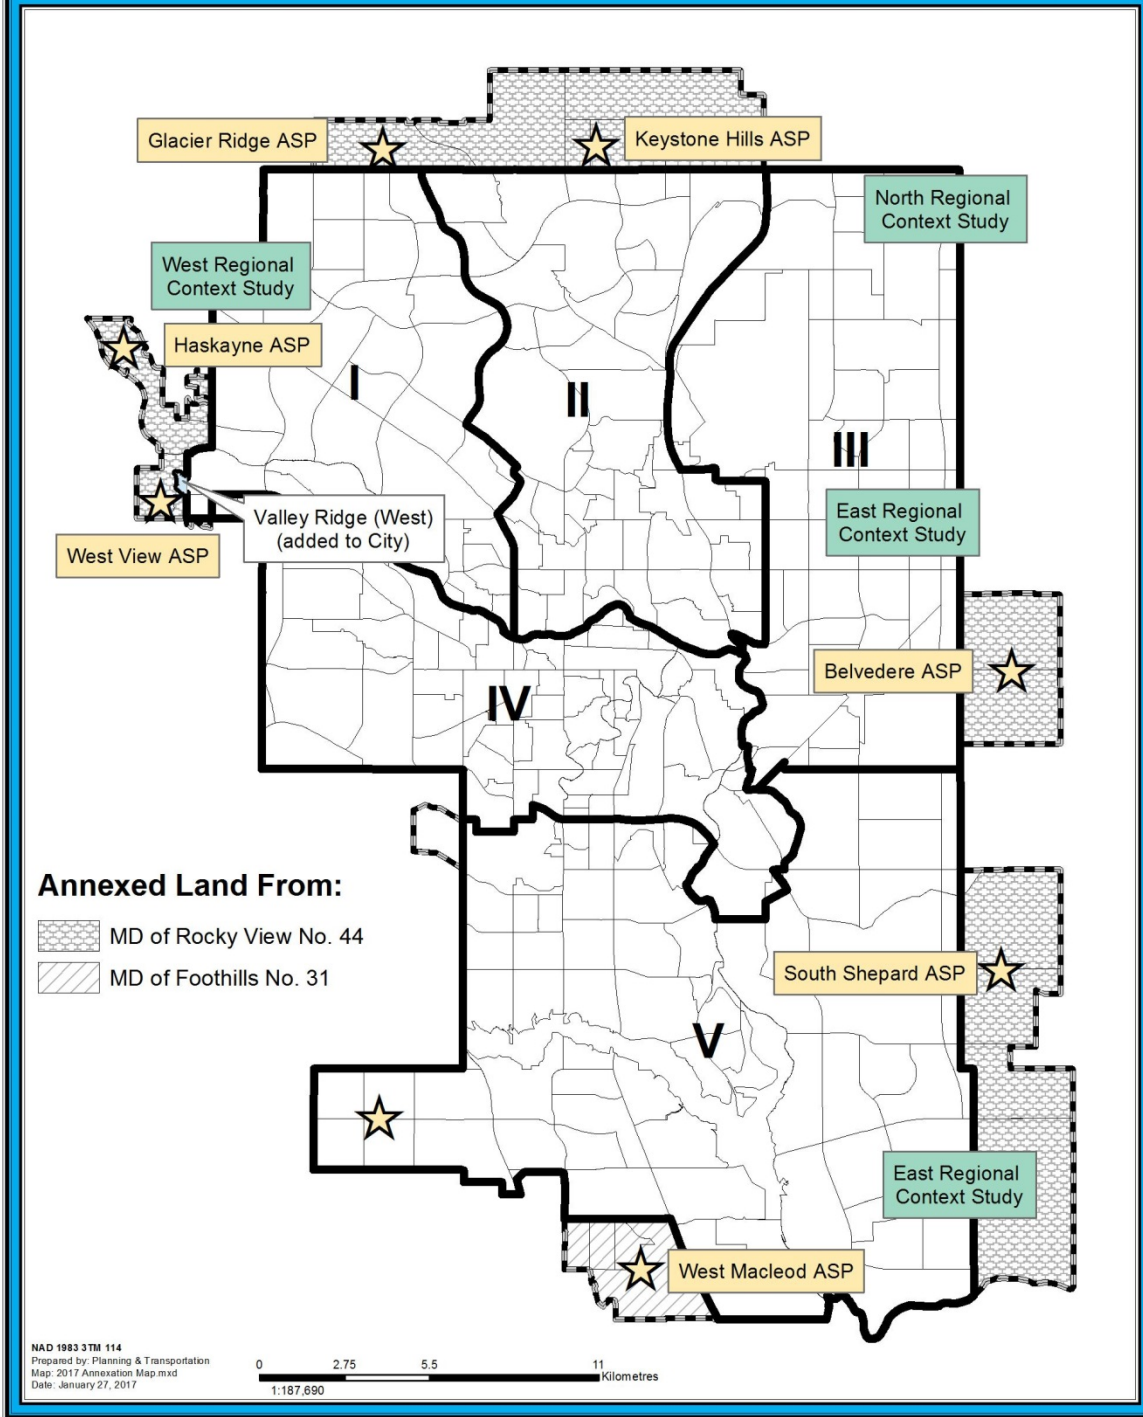 Glacier Ridge ASP
Keystone Hills ASP
North Regional
Context Study
West Regional
Context Study
Haskayne ASP
I
II
III
Valley Ridge (West)
(added to City)
East Regional
Context Study
West View ASP
Belvedere ASP
IV
Annexed Land From:
MD of Rocky View No. 44
MD of Foothills No. 31
South Shepard ASP
V
East Regional
Context Study
West Macleod ASP
NAD 1983 3TM 114
Prepared by: Planning & Transportation
Map: 2017 Annexation Map.mxd
Date: January 27, 2017
0 2.75 5.5 11
Kilometres
1:187,690